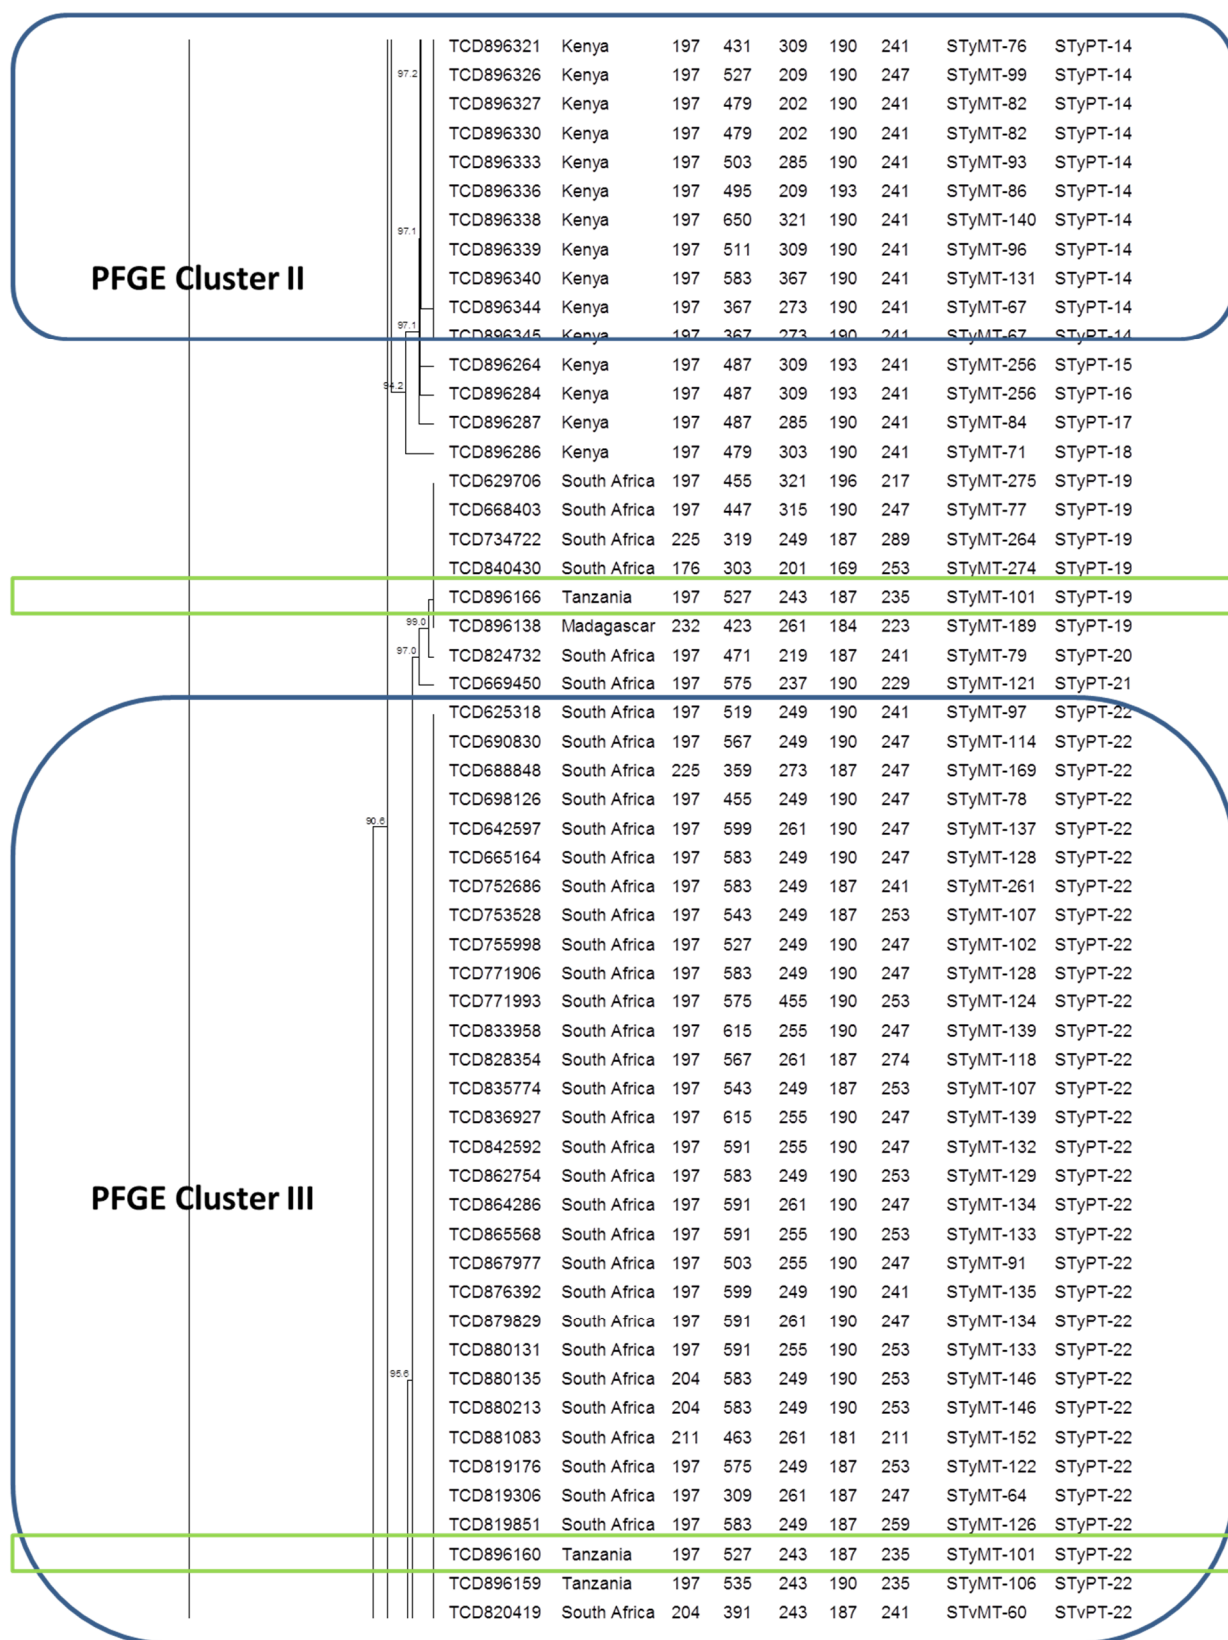 TCD896321 Kenya 197 431 309 190 241 STyMT-76 STyPT-14
97.2 TCD896326 Kenya 197 527 209 190 247 STyMT-99 STyPT-14
TCD896327 Kenya 197 479 202 190 241 STyMT-82 STyPT-14
TCD896330 Kenya 197 479 202 190 241 STyMT-82 STyPT-14
TCD896333 Kenya 197 503 285 190 241 STyMT-93 STyPT-14
TCD896336 Kenya 197 495 209 193 241 STyMT-86 STyPT-14
TCD896338 Kenya 197 650 321 190 241 STyMT-140 STyPT-14
97.1
TCD896339 Kenya 197 511 309 190 241 STyMT-96 STyPT-14
PFGE Cluster II TCD896340 Kenya 197 583 367 190 241 STyMT-131 STyPT-14
TCD896344 Kenya 197 367 273 190 241 STyMT-67 STyPT-14
97.1 TCD896345 Kenya 197 367 273 190 241 STyMT-67 STyPT-14
TCD896264 Kenya 197 487 309 193 241 STyMT-256 STyPT-15
94.2 TCD896284 Kenya 197 487 309 193 241 STyMT-256 STyPT-16
TCD896287 Kenya 197 487 285 190 241 STyMT-84 STyPT-17
TCD896286 Kenya 197 479 303 190 241 STyMT-71 STyPT-18
TCD629706 South Africa 197 455 321 196 217 STyMT-275 STyPT-19
TCD668403 South Africa 197 447 315 190 247 STyMT-77 STyPT-19
TCD734722 South Africa 225 319 249 187 289 STyMT-264 STyPT-19
TCD840430 South Africa 176 303 201 169 253 STyMT-274 STyPT-19
TCD896166 Tanzania 197 527 243 187 235 STyMT-101 STyPT-19
99.0 TCD896138 Madagascar 232 423 261 184 223 STyMT-189 STyPT-19
97.0 TCD824732 South Africa 197 471 219 187 241 STyMT-79 STyPT-20
TCD669450 South Africa 197 575 237 190 229 STyMT-121 STyPT-21
TCD625318 South Africa 197 519 249 190 241 STyMT-97 STyPT-22
TCD690830 South Africa 197 567 249 190 247 STyMT-114 STyPT-22
TCD688848 South Africa 225 359 273 187 247 STyMT-169 STyPT-22
TCD698126 South Africa 197 455 249 190 247 STyMT-78 STyPT-22
90.6 TCD642597 South Africa 197 599 261 190 247 STyMT-137 STyPT-22
TCD665164 South Africa 197 583 249 190 247 STyMT-128 STyPT-22
TCD752686 South Africa 197 583 249 187 241 STyMT-261 STyPT-22
TCD753528 South Africa 197 543 249 187 253 STyMT-107 STyPT-22
TCD755998 South Africa 197 527 249 190 247 STyMT-102 STyPT-22
TCD771906 South Africa 197 583 249 190 247 STyMT-128 STyPT-22
TCD771993 South Africa 197 575 455 190 253 STyMT-124 STyPT-22
TCD833958 South Africa 197 615 255 190 247 STyMT-139 STyPT-22
TCD828354 South Africa 197 567 261 187 274 STyMT-118 STyPT-22
TCD835774 South Africa 197 543 249 187 253 STyMT-107 STyPT-22
TCD836927 South Africa 197 615 255 190 247 STyMT-139 STyPT-22
TCD842592 South Africa 197 591 255 190 247 STyMT-132 STyPT-22
TCD862754 South Africa 197 583 249 190 253 STyMT-129 STyPT-22
PFGE Cluster III TCD864286 South Africa 197 591 261 190 247 STyMT-134 STyPT-22
TCD865568 South Africa 197 591 255 190 253 STyMT-133 STyPT-22
TCD867977 South Africa 197 503 255 190 247 STyMT-91 STyPT-22
TCD876392 South Africa 197 599 249 190 241 STyMT-135 STyPT-22
TCD879829 South Africa 197 591 261 190 247 STyMT-134 STyPT-22
TCD880131 South Africa 197 591 255 190 253 STyMT-133 STyPT-22
95.6 TCD880135 South Africa 204 583 249 190 253 STyMT-146 STyPT-22
TCD880213 South Africa 204 583 249 190 253 STyMT-146 STyPT-22
TCD881083 South Africa 211 463 261 181 211 STyMT-152 STyPT-22
TCD819176 South Africa 197 575 249 187 253 STyMT-122 STyPT-22
TCD819306 South Africa 197 309 261 187 247 STyMT-64 STyPT-22
TCD819851 South Africa 197 583 249 187 259 STyMT-126 STyPT-22
TCD896160 Tanzania 197 527 243 187 235 STyMT-101 STyPT-22
TCD896159 Tanzania 197 535 243 190 235 STyMT-106 STyPT-22
TCD820419 South Africa 204 391 243 187 241 STyMT-60 STyPT-22